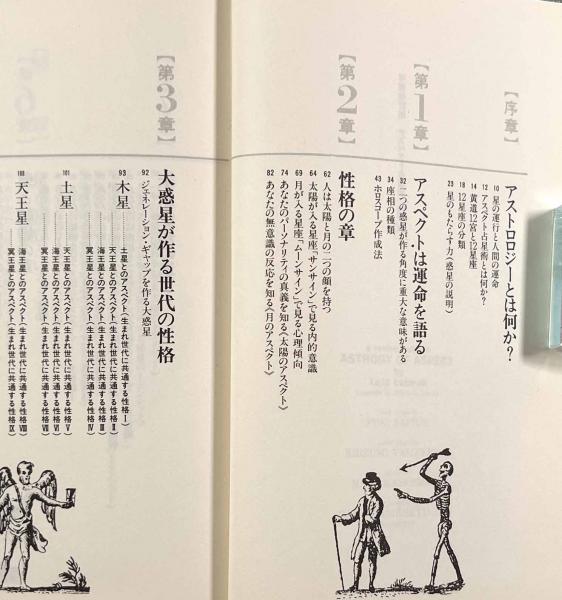 【序章】
アストロロジーとは何か?
10 星の運行と人間の運命
12 アスペクト占星術とは何か?
14 黄道12宮と12星座
18 12星座の分類
23 星のもたらす力〈惑星の説明〉
【第1章】
アスペクトは運命を語る
32 二つの惑星が作る角度に重大な意味がある
34 座相の種類
43 ホロスコープ作成法
【第2章】
性格の章
62 人は太陽と月の二つの顔を持つ
64 太陽が入る星座「サンサイン」で見る内的意識
69 月が入る星座「ムーンサイン」で見る心理傾向
74 あなたのパーソナリティの真義を知る《太陽のアスペクト》
82 あなたの無意識の反応を知る《月のアスペクト》
【第3章】
大惑星が作る世代の性格
92 ジェネレーション・ギャップを作る大惑星
93 木星
土星とのアスペクト(生まれ世代に共通する性格Ⅰ)
天王星とのアスペクト(生まれ世代に共通する性格Ⅱ)
海王星とのアスペクト(生まれ世代に共通する性格Ⅲ)
冥王星とのアスペクト(生まれ世代に共通する性格Ⅳ)
101 土星
天王星とのアスペクト(生まれ世代に共通する性格Ⅴ)
海王星とのアスペクト(生まれ世代に共通する性格Ⅵ)
冥王星とのアスペクト(生まれ世代に共通する性格Ⅶ)
108 天王星
海王星とのアスペクト(生まれ世代に共通する性格Ⅷ)
冥王星とのアスペクト(生まれ世代に共通する性格Ⅸ)